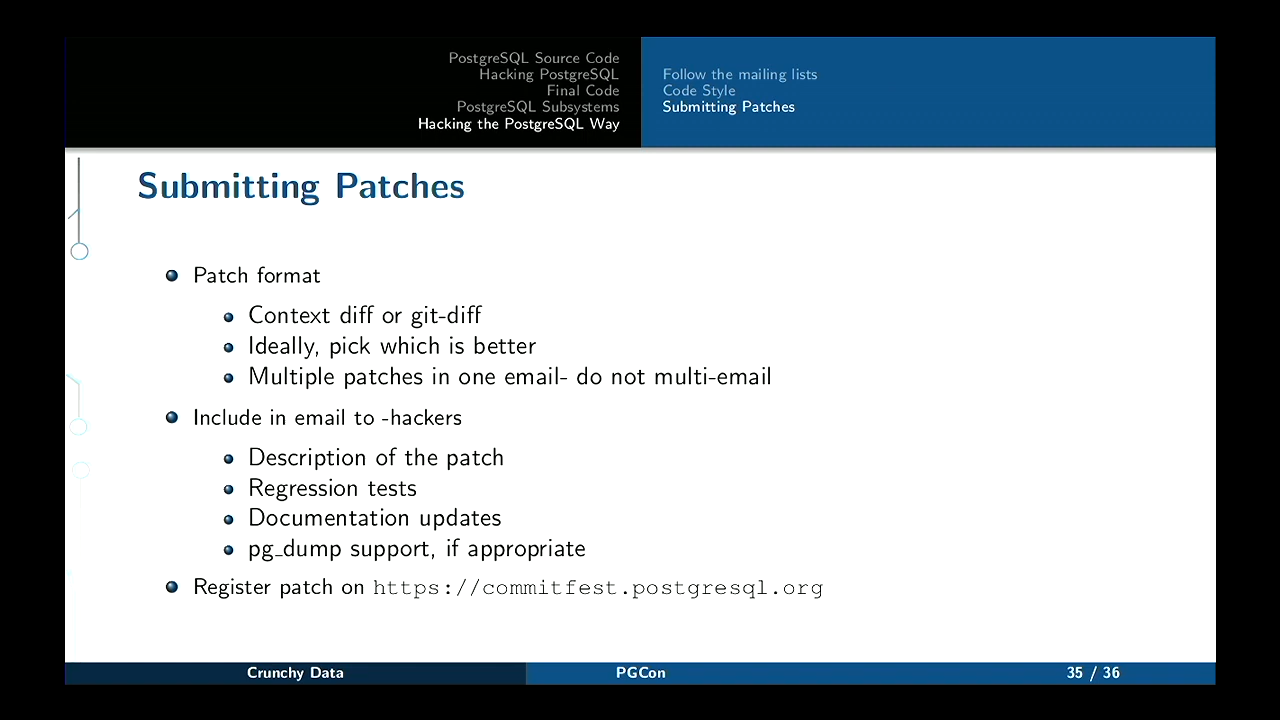 PostgreSQL Source Code
Hacking PostgreSQL
Final Code
PostgreSQL Subsystems
Hacking the PostgreSQL Way
Follow the mailing lists
Code Style
Submitting Patches
Submitting Patches
Patch format
Context diff or git-diff
Ideally, pick which is better
Multiple patches in one email- do not multi-email
Include in email to -hackers
Description of the patch
Regression tests
Documentation updates
pg_dump support, if appropriate
Register patch on https://commitfest.postgresql.org
Crunchy Data
PGCon
35 / 36